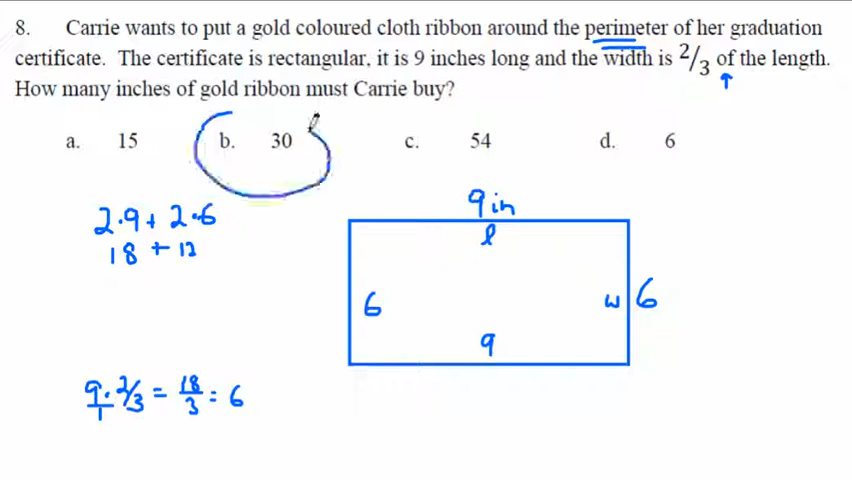 8. Carrie wants to put a gold coloured cloth ribbon around the perimeter of her graduation
certificate. The certificate is rectangular, it is 9 inches long and the width is 2/3 of the length.
How many inches of gold ribbon must Carrie buy?
a. 15 b. 30 c. 54 d. 6
9 in
2·9 + 2·6
l
18 + 12
6
w 6
9
9/1 · 2/3 = 18/3 = 6